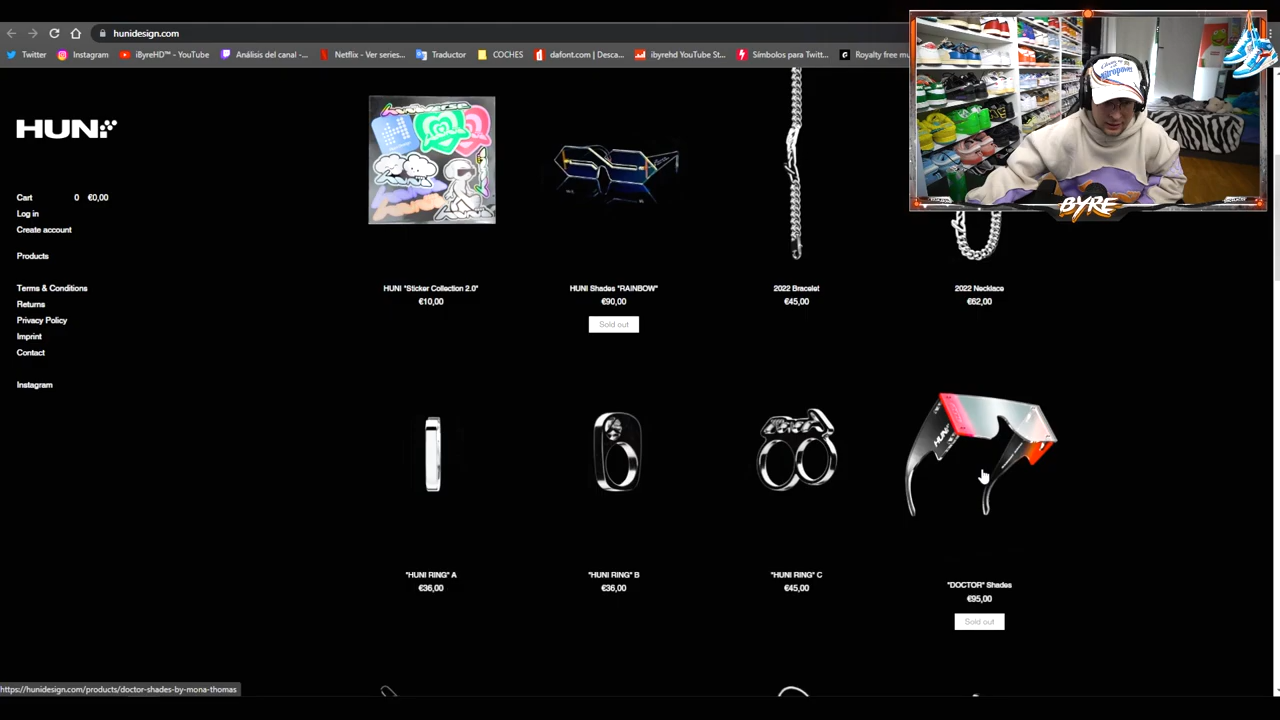 hunidesign.com
Twitter
Instagram
iByreHD™ - YouTube
Análisis del canal -...
Netflix - Ver series...
Traductor
COCHES
dafont.com | Desca...
ibyrehd YouTube St...
Símbolos para Twitt...
Royalty free mu
HUNI
Cart 0 €0,00
Log in
Create account
Products
Terms & Conditions
Returns
Privacy Policy
Imprint
Contact
Instagram
HUNI "Sticker Collection 2.0"
€10,00
HUNI Shades "RAINBOW"
€90,00
Sold out
2022 Bracelet
€45,00
2022 Necklace
€62,00
"HUNI RING" A
€36,00
"HUNI RING" B
€36,00
"HUNI RING" C
€45,00
HUNI
"DOCTOR" Shades
€95,00
Sold out
BYRE
https://hunidesign.com/products/doctor-shades-by-mona-thomas